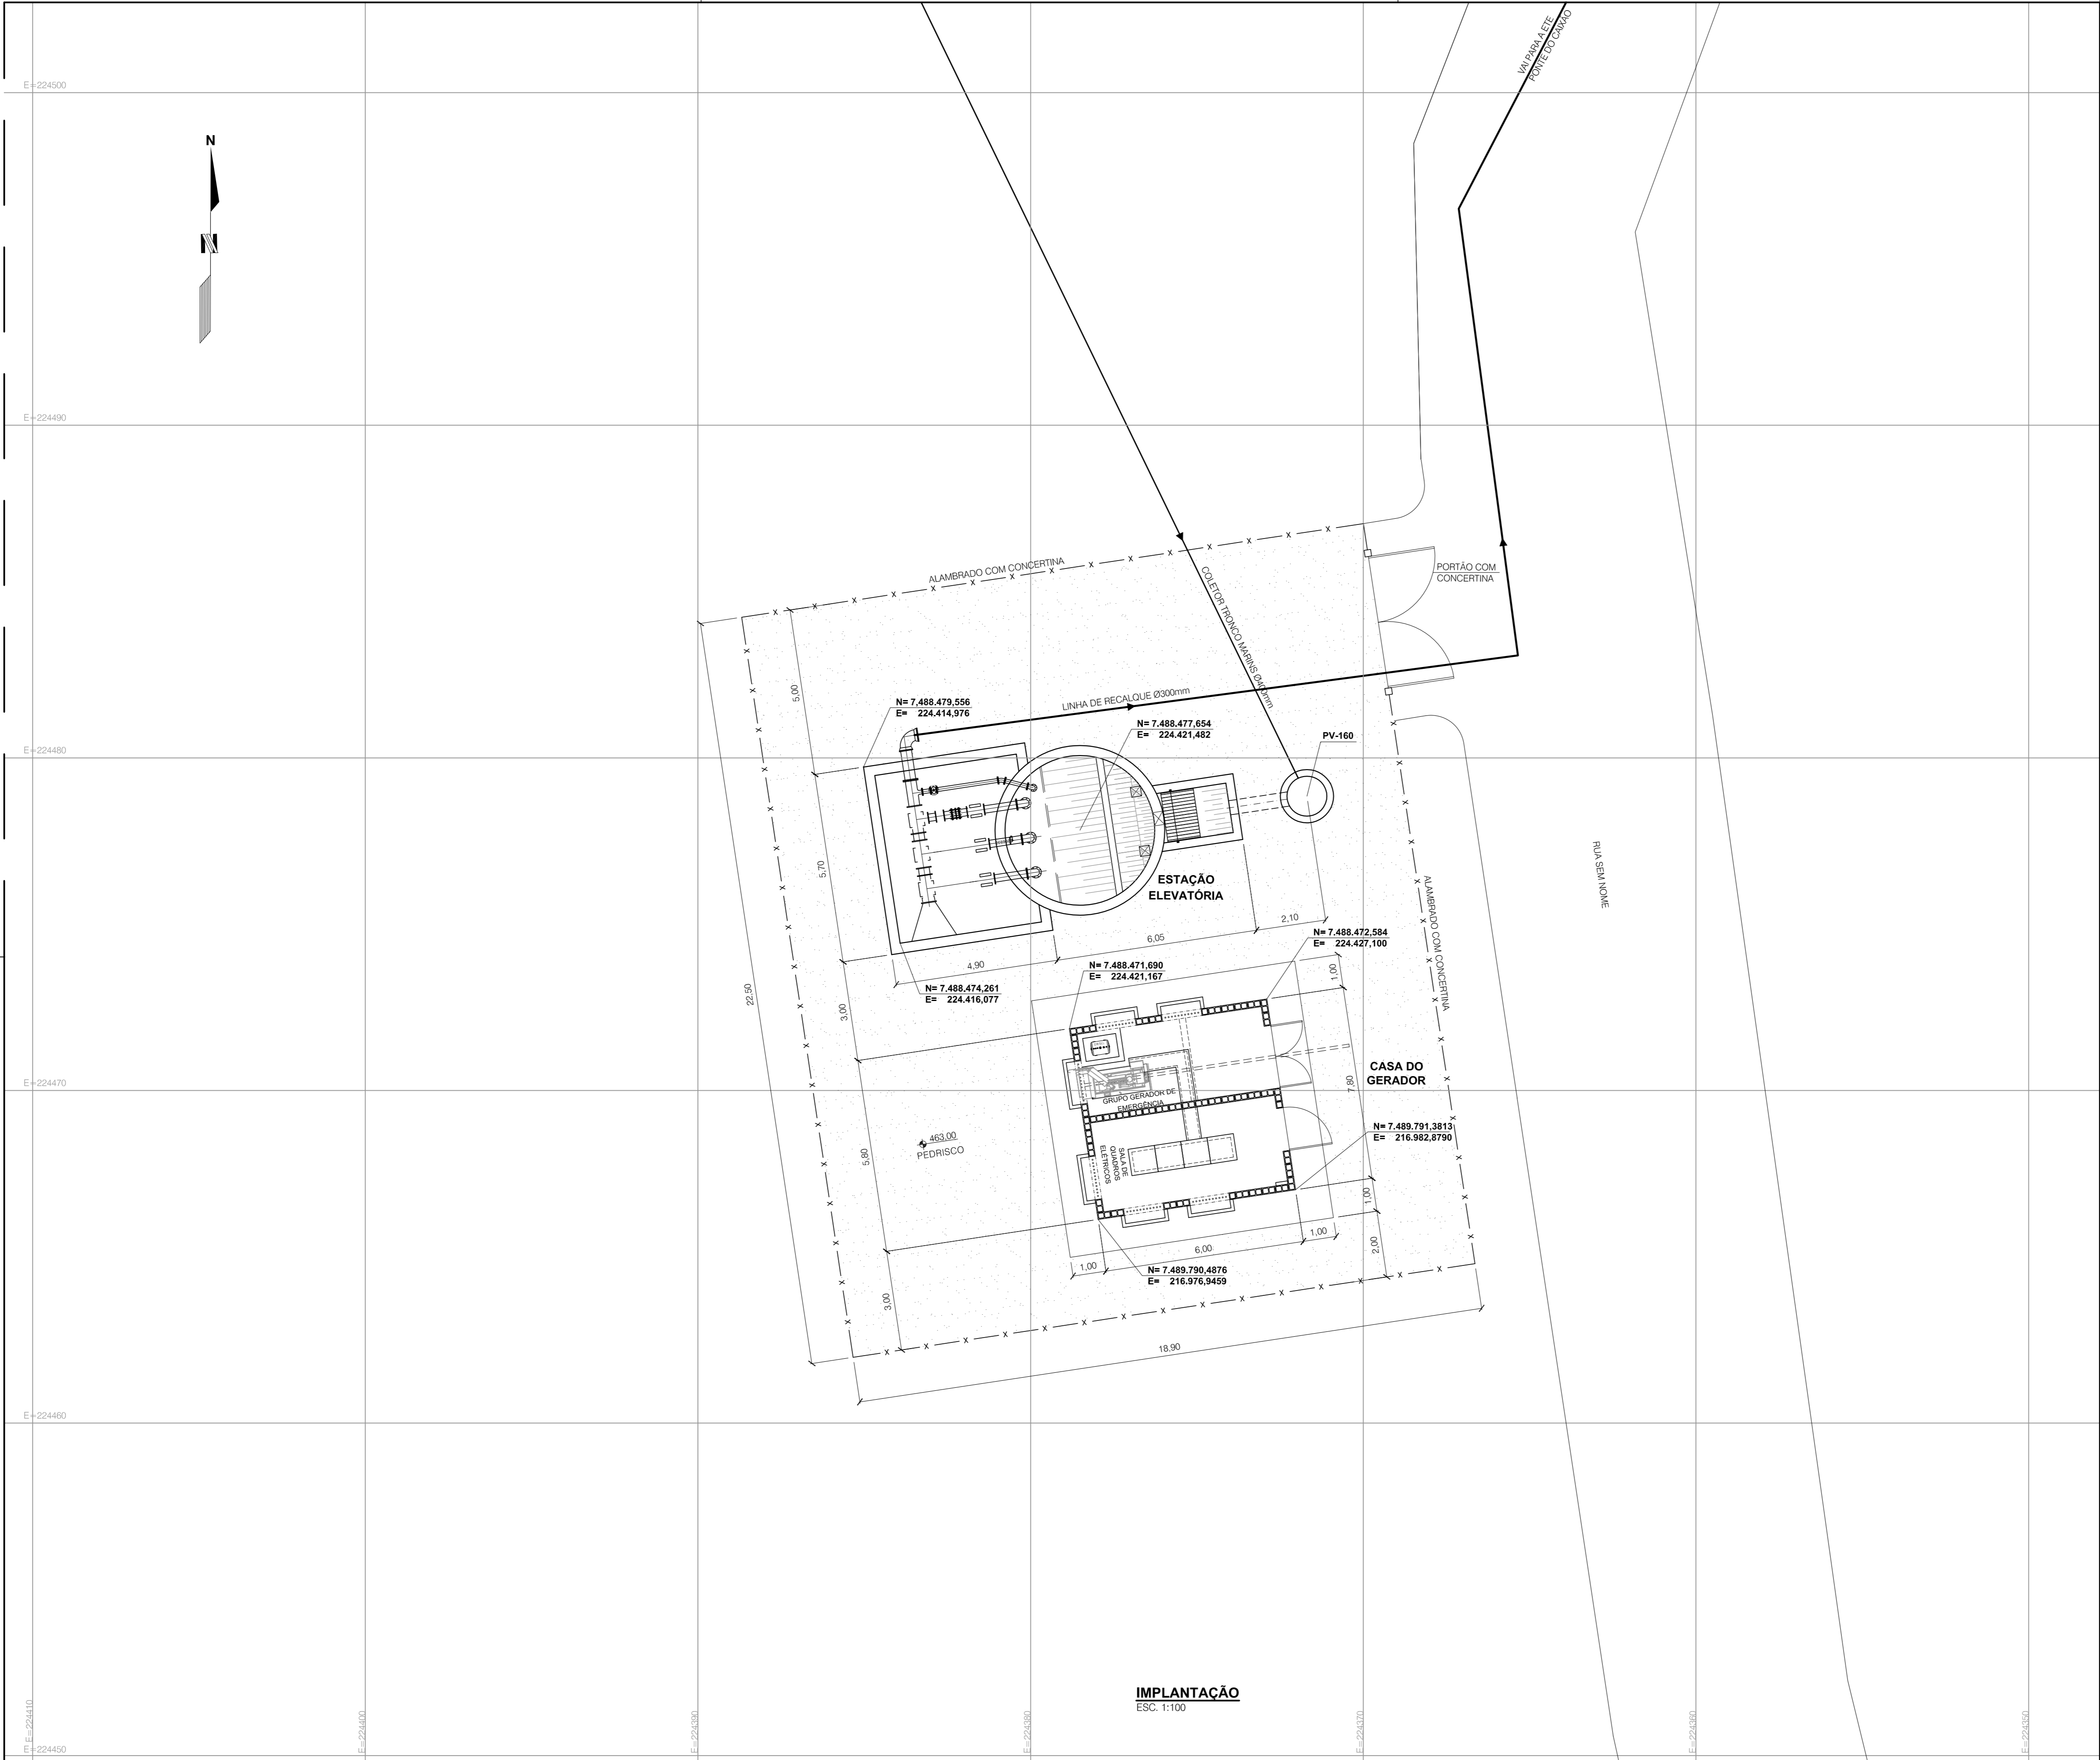 VAI PARA A ETE
PONTE DO CAIXÃO
E=224500
N
N
E=224490
ALAMBRADO COM CONCERTINA
COLETOR TRONCO MARINS Ø400mm
PORTÃO COM
CONCERTINA
5,00
N= 7,488.479,556
E= 224.414,976
LINHA DE RECALQUE Ø300mm
N= 7.488.477,654
E= 224.421,482
PV-160
E=224480
5,70
ESTAÇÃO
ELEVATÓRIA
RUA SEM NOME
ALAMBRADO COM CONCERTINA
2,10
6,05
4,90
N= 7.488.472,584
E= 224.427,100
N= 7.488.471,690
E= 224.421,167
N= 7.488.474,261
E= 224.416,077
22,50
3,00
1,00
CASA DO
GERADOR
E=224470
7,80
GRUPO GERADOR DE
EMERGÊNCIA
463,00
PEDRISCO
5,80
SALA DE
QUADROS
ELÉTRICOS
N= 7.489.791,3813
E= 216.982,8790
1,00
1,00
6,00
1,00
2,00
N= 7.489.790,4876
E= 216.976,9459
3,00
18,90
E=224460
IMPLANTAÇÃO
ESC. 1:100
E=224410
E=224400
E=224390
E=224380
E=224370
E=224360
E=224350
E=224450